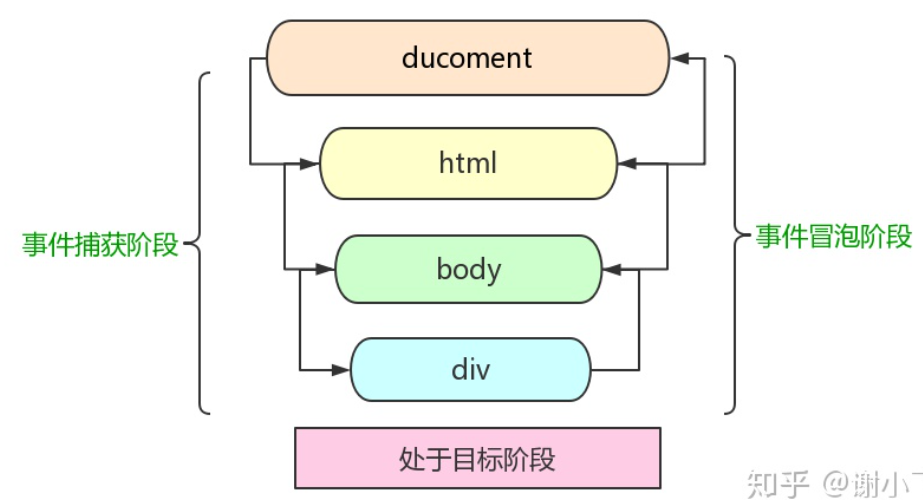 ducoment
html
事件捕获阶段
事件冒泡阶段
body
div
处于目标阶段
知乎 @谢小